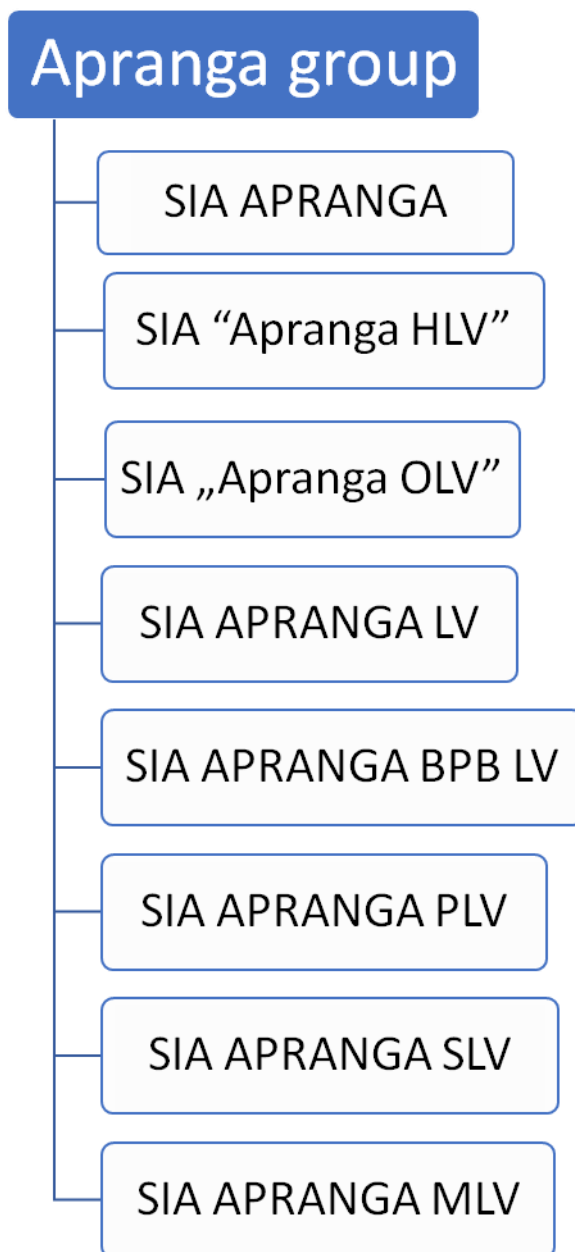 Apranga group
SIA APRANGA
SIA “Apranga HLV”
SIA „Apranga OLV”
SIA APRANGA LV
SIA APRANGA BPB LV
SIA APRANGA PLV
SIA APRANGA SLV
SIA APRANGA MLV